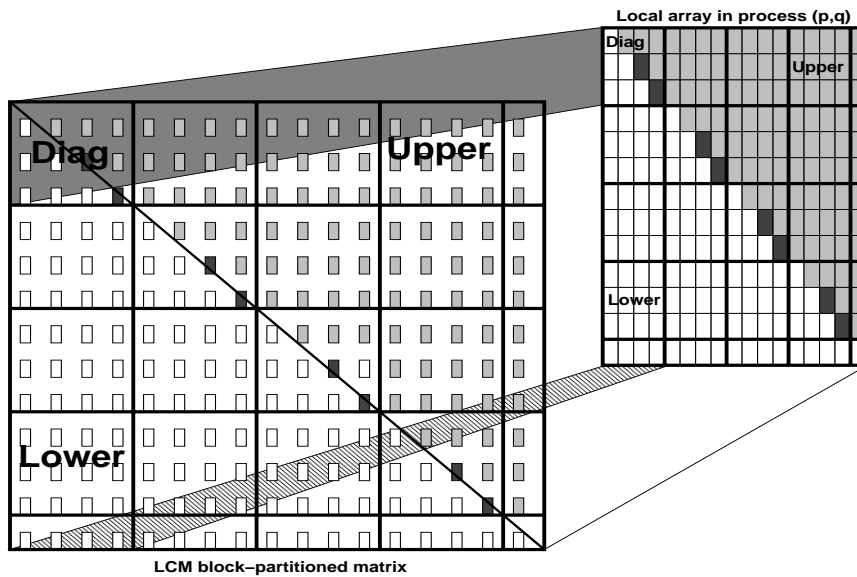 Local array in process (p,q)
Diag
Upper
Diag
Upper
Lower
Lower
LCM block–partitioned matrix